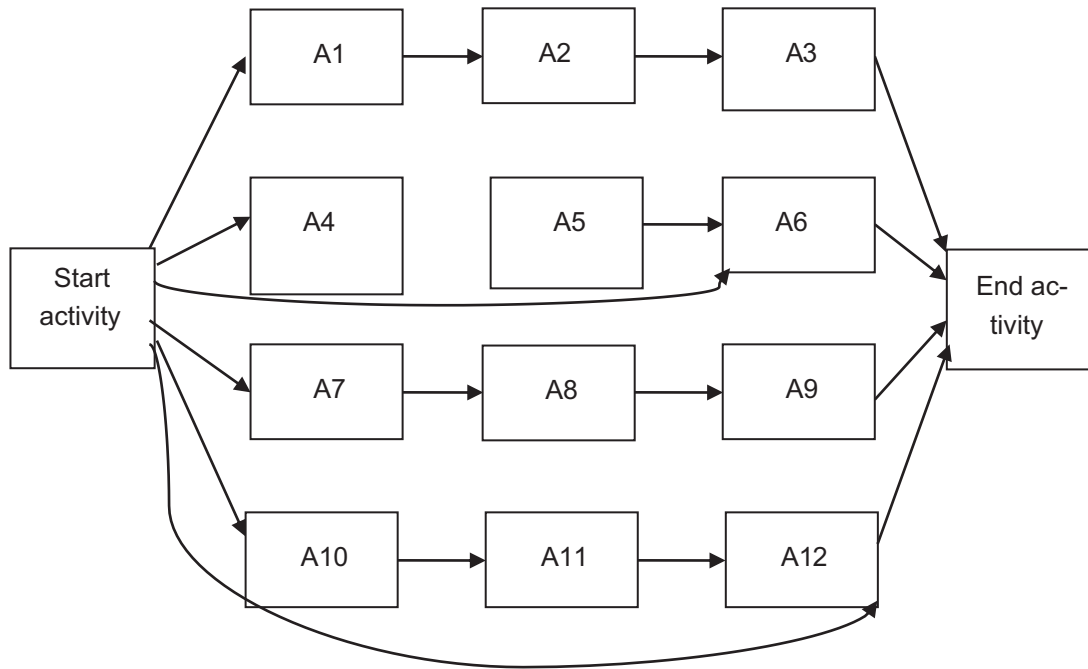 A1
A2
A3
A4
A5
A6
Start
activity
End ac-
tivity
A7
A8
A9
A10
A11
A12